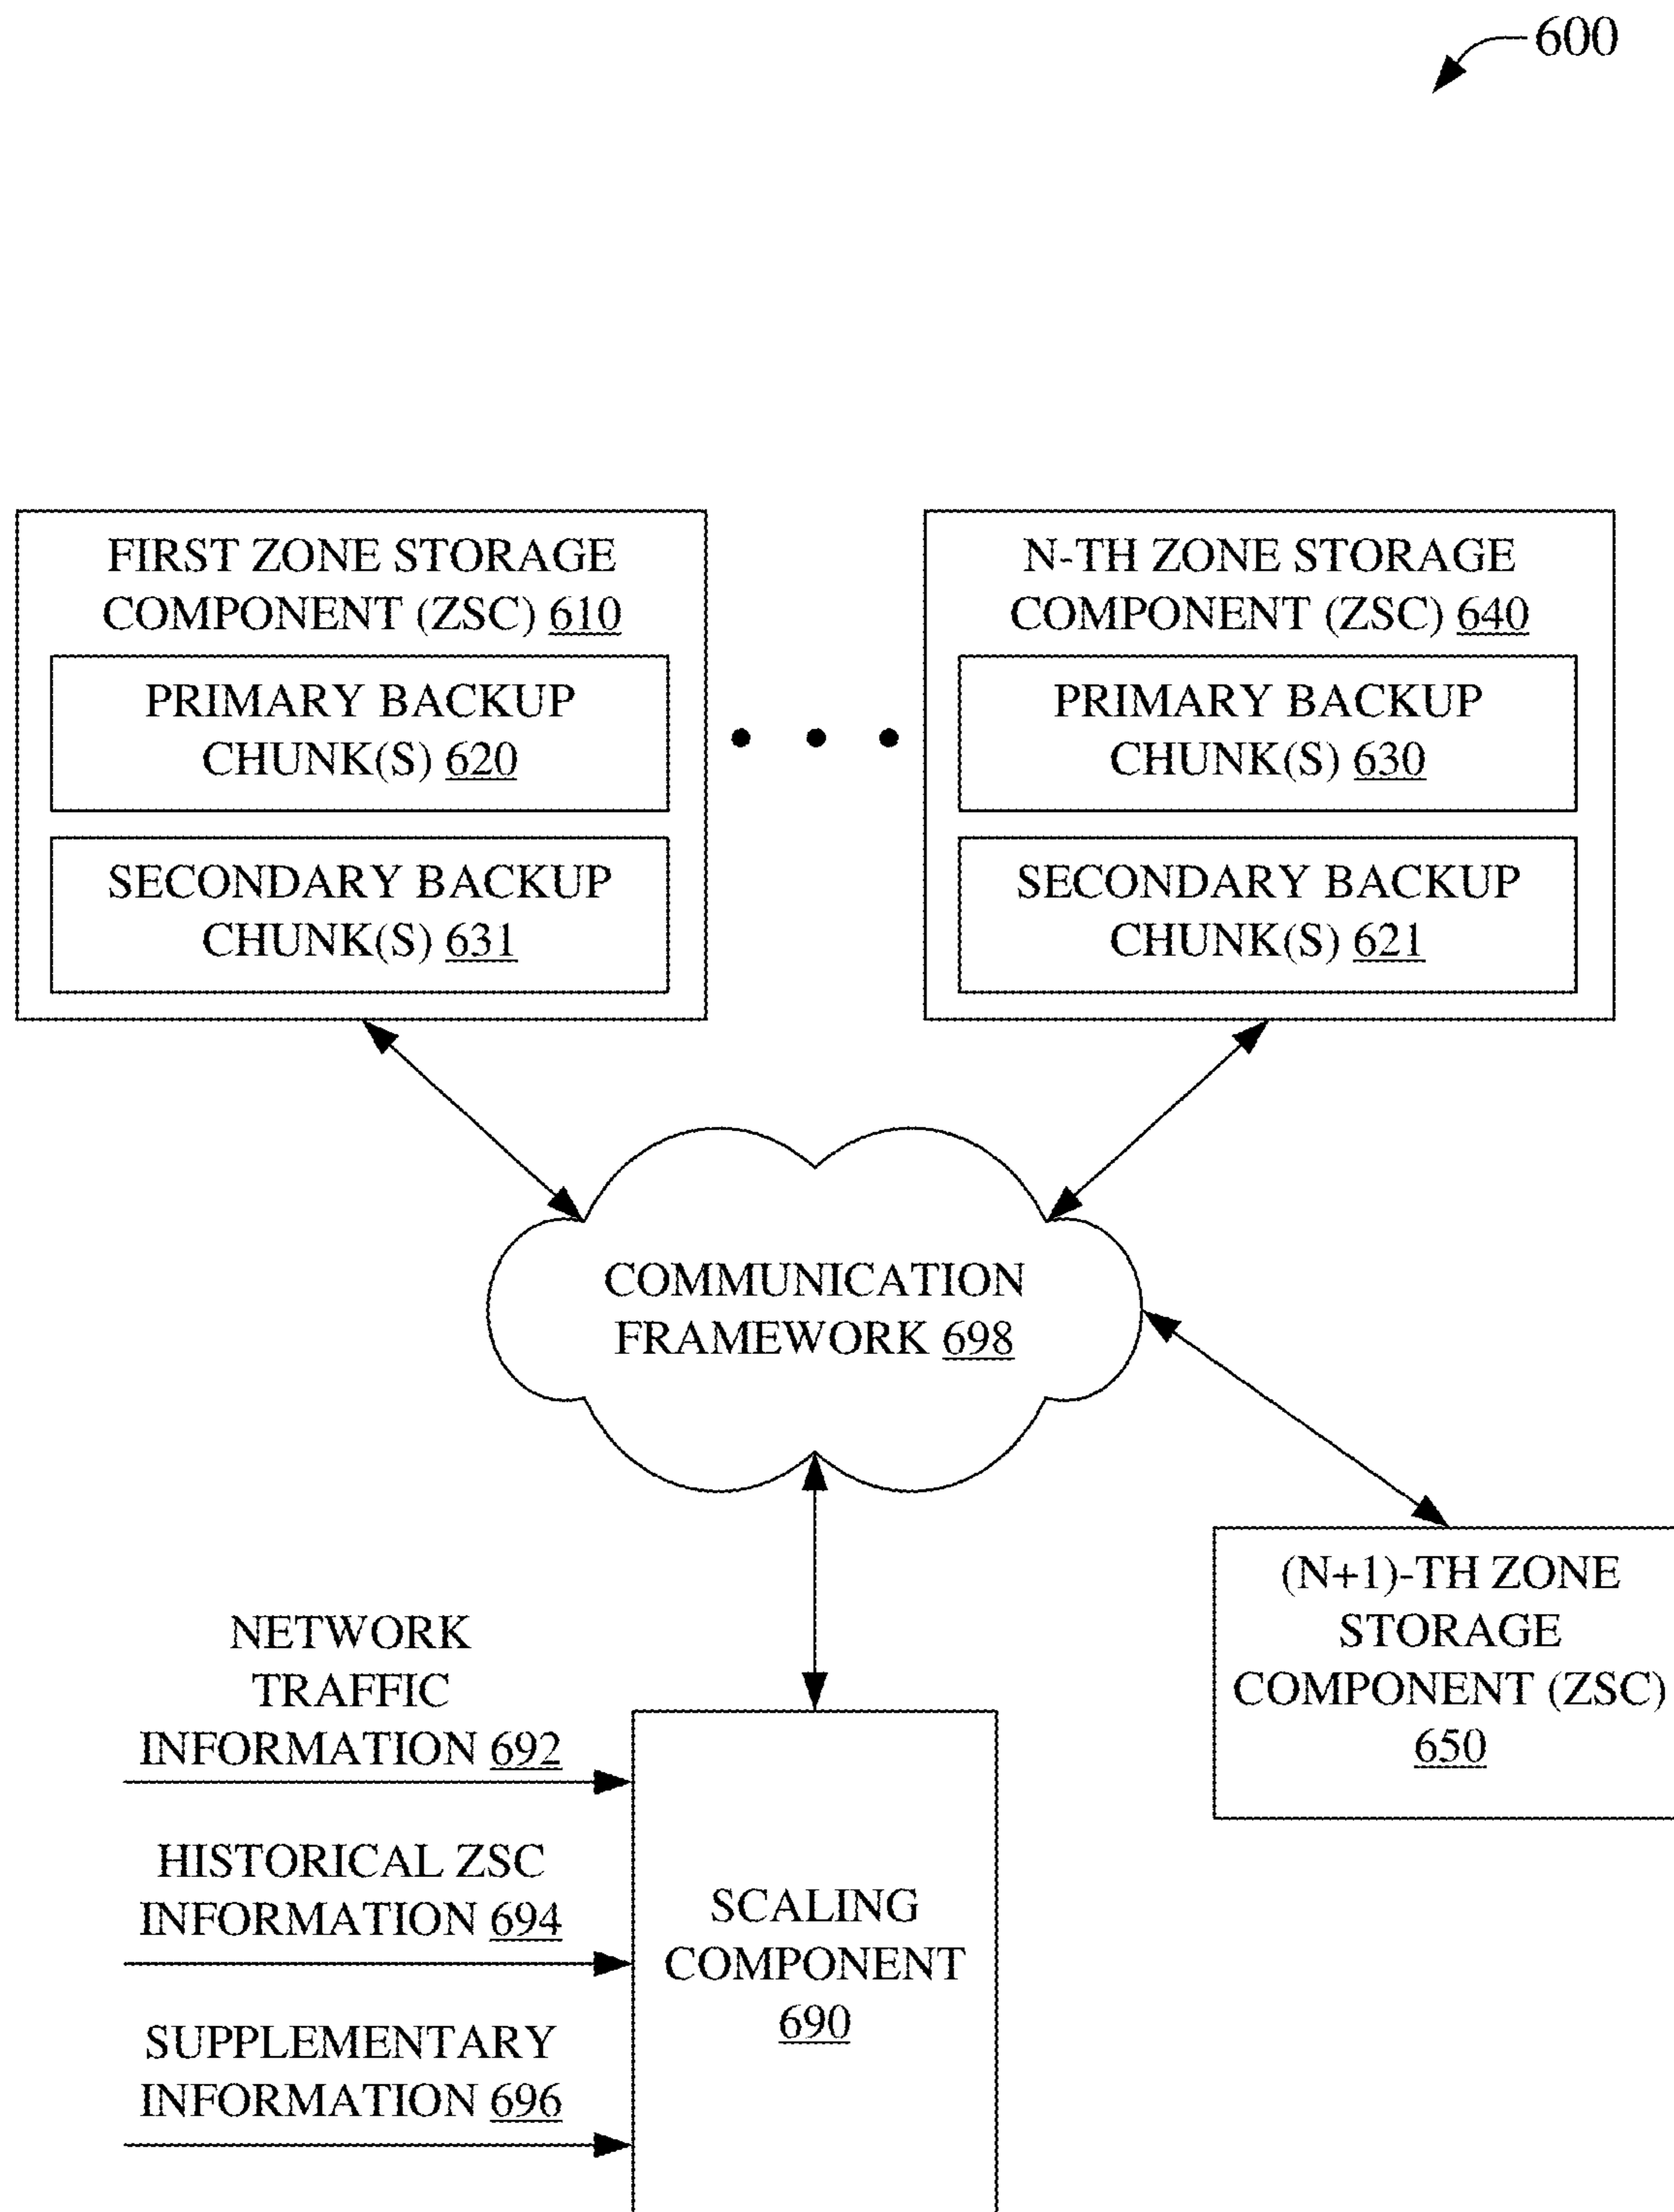 600
FIRST ZONE STORAGE
COMPONENT (ZSC) 610
PRIMARY BACKUP
CHUNK(S) 620
SECONDARY BACKUP
CHUNK(S) 631
N-TH ZONE STORAGE
COMPONENT (ZSC) 640
PRIMARY BACKUP
CHUNK(S) 630
SECONDARY BACKUP
CHUNK(S) 621
COMMUNICATION
FRAMEWORK 698
(N+1)-TH ZONE
STORAGE
COMPONENT (ZSC)
650
NETWORK
TRAFFIC
INFORMATION 692
HISTORICAL ZSC
INFORMATION 694
SUPPLEMENTARY
INFORMATION 696
SCALING
COMPONENT
690